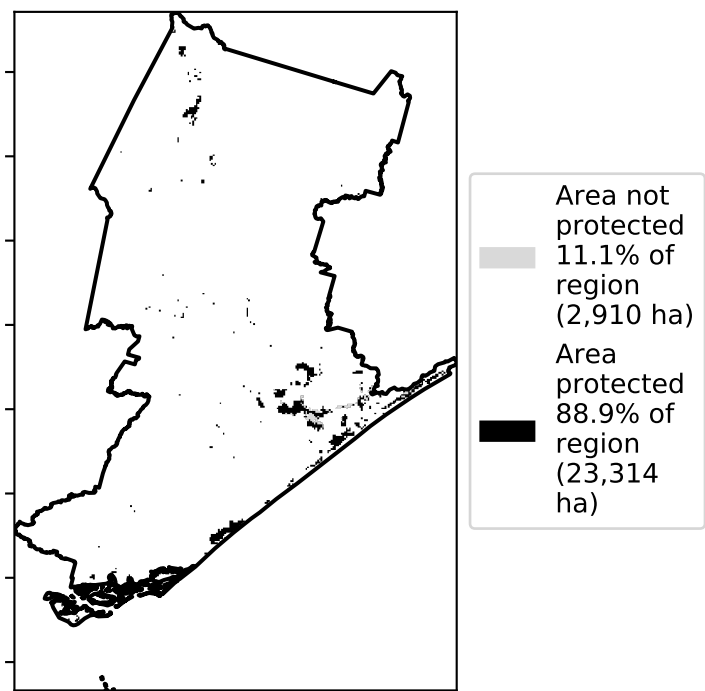 Area not
protected
11.1% of
region
(2,910 ha)
Area
protected
88.9% of
region
(23,314
ha)